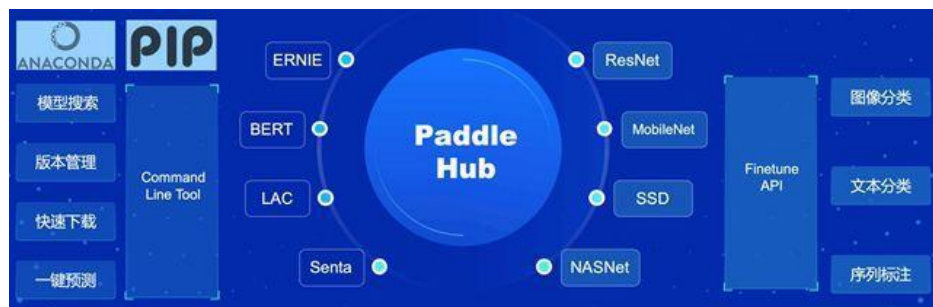 ANACONDA
PIP
模型搜索
版本管理
快速下载
一键预测
Command
Line Tool
ERNIE
BERT
LAC
Senta
Paddle
Hub
ResNet
MobileNet
SSD
NASNet
Finetune
API
图像分类
文本分类
序列标注